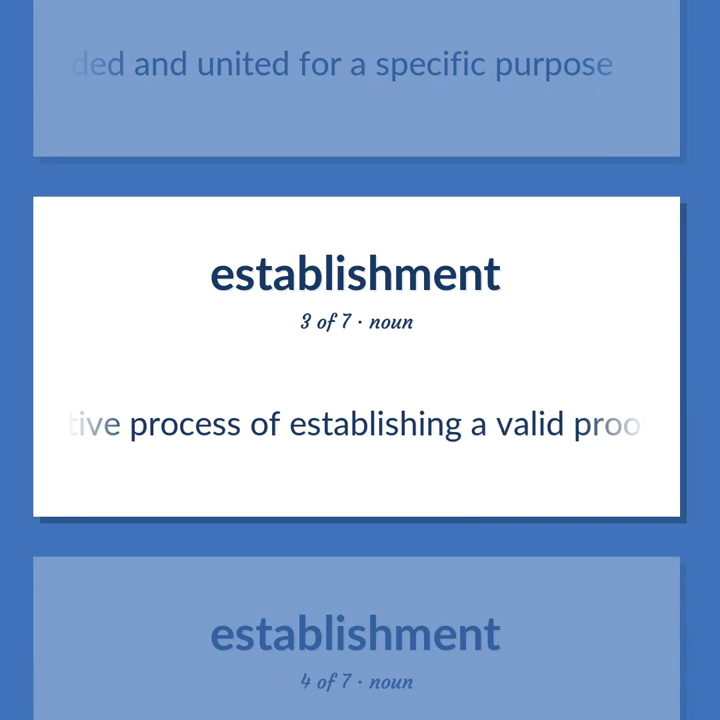 ded and united for a specific purpose
establishment
3 of 7 · noun
tive process of establishing a valid proo
establishment
4 of 7 · noun